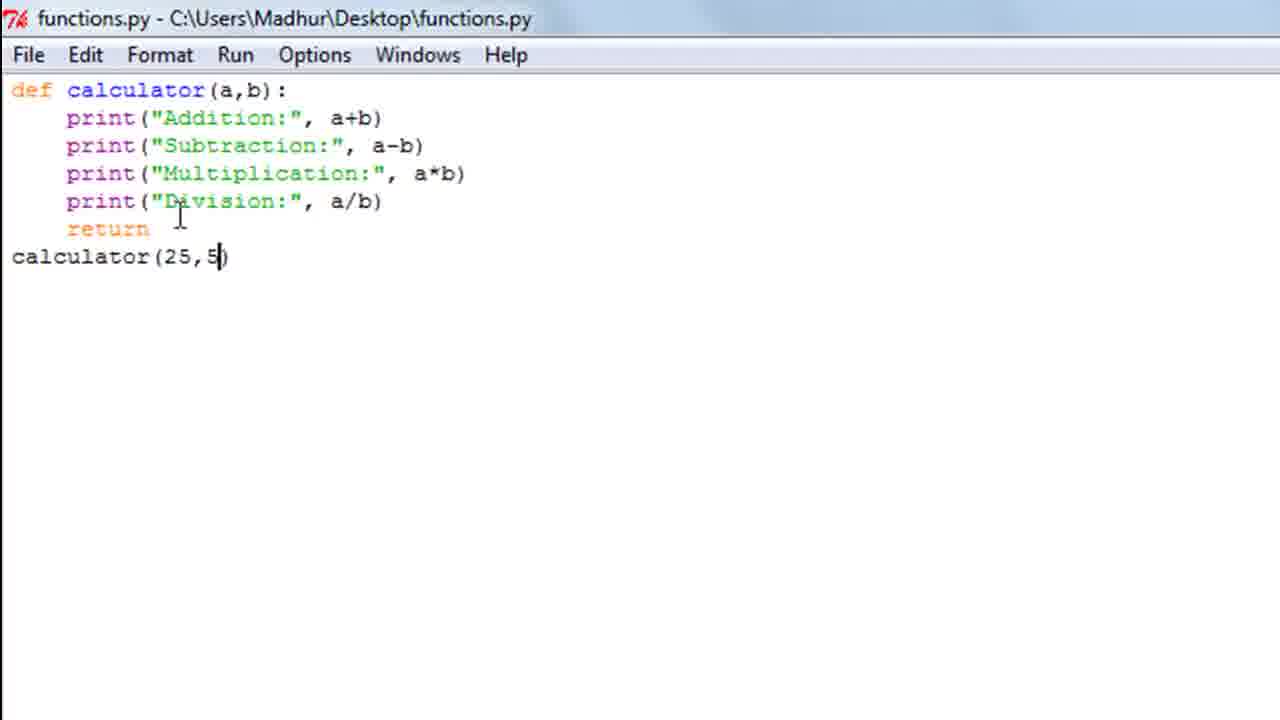 functions.py - C:\Users\Madhur\Desktop\functions.py
File Edit Format Run Options Windows Help
def calculator(a,b):
    print("Addition:", a+b)
    print("Subtraction:", a-b)
    print("Multiplication:", a*b)
    print("Division:", a/b)
    return
calculator(25,5)